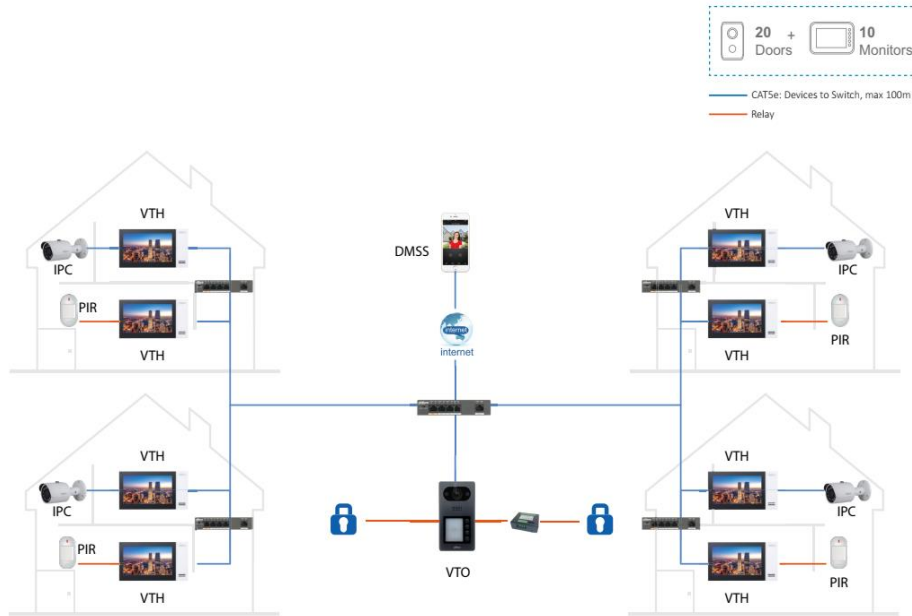 20 + 10
Doors Monitors
CAT5e: Devices to Switch, max 100m
Relay
VTH
IPC
PIR
VTH
DMSS
internet
internet
VTH
IPC
VTH
PIR
VTH
IPC
PIR
VTH
VTO
VTH
IPC
VTH
PIR